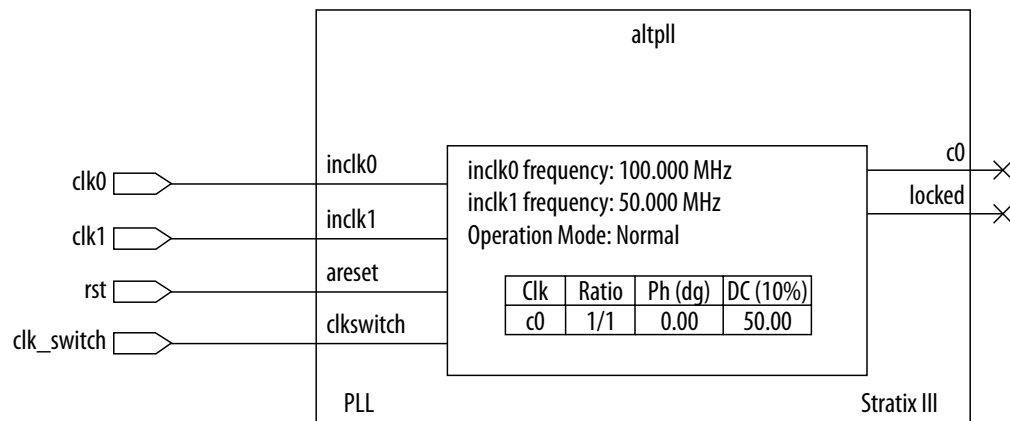 altpll
inclk0
c0
clk0
inclk0 frequency: 100.000 MHz
inclk1
inclk1 frequency: 50.000 MHz
locked
clk1
Operation Mode: Normal
areset
rst
Clk Ratio Ph (dg) DC (10%)
clkswitch
c0 1/1 0.00 50.00
clk_switch
PLL
Stratix III